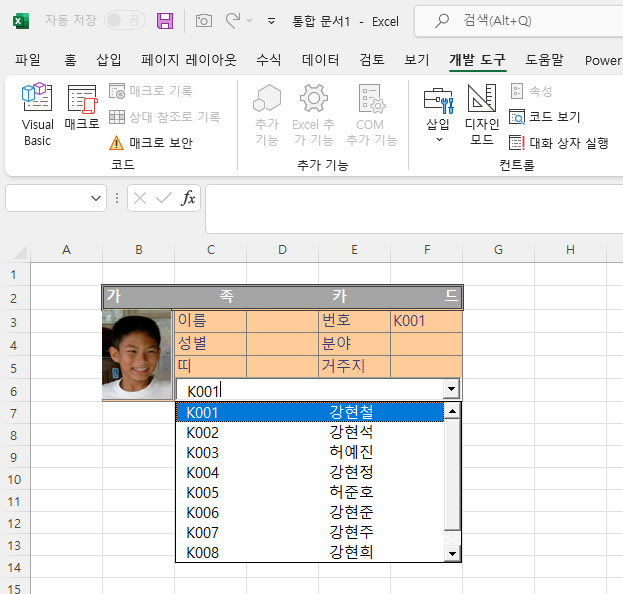 자동 저장 끔 통합 문서1 - Excel 검색(Alt+Q)
파일 홈 삽입 페이지 레이아웃 수식 데이터 검토 보기 개발 도구 도움말 Power
Visual Basic 매크로 매크로 기록 상대 참조로 기록 매크로 보안
코드
추가 기능 Excel 추가 기능 COM 추가 기능
추가 기능
삽입 디자인 모드 속성 코드 보기 대화 상자 실행
컨트롤
fx
A B C D E F G H
1
2 가 족 카 드
3 이름 번호 K001
4 성별 분야
5 띠 거주지
6 K001
7 K001 강현철
8 K002 강현석
9 K003 허예진
10 K004 강현정
11 K005 허준호
12 K006 강현준
13 K007 강현주
14 K008 강현희
15